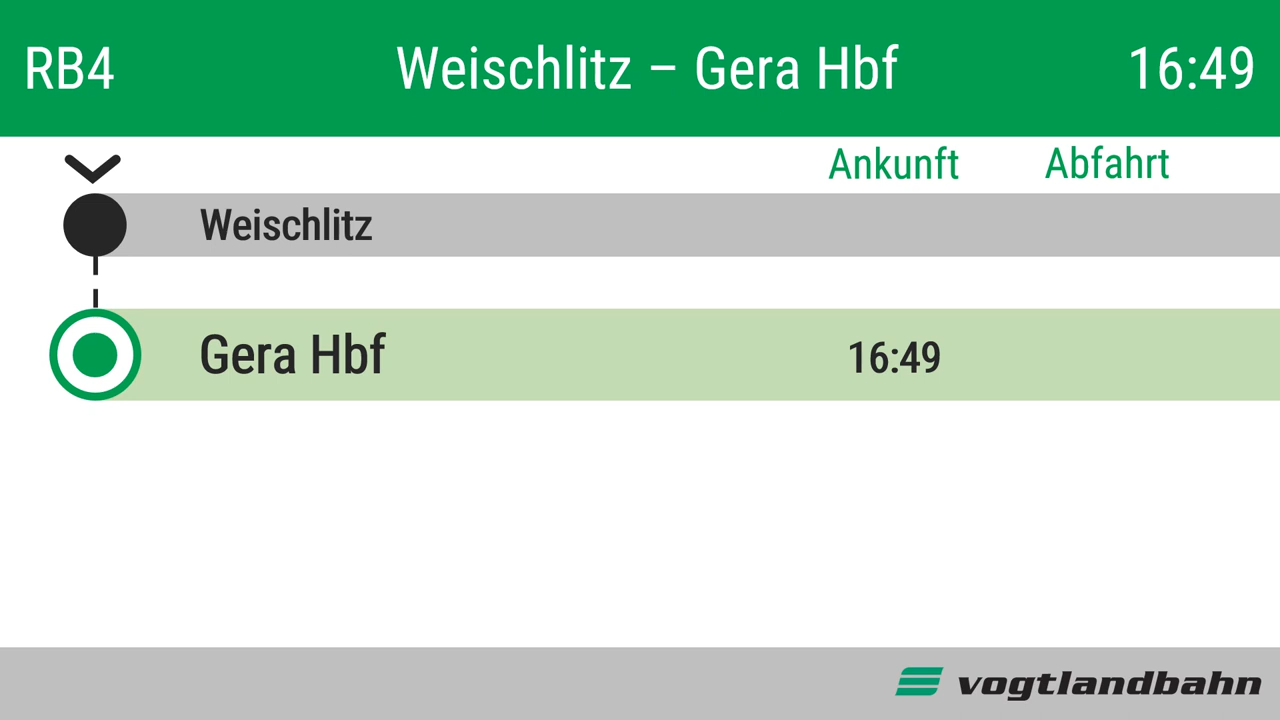 RB4 Weischlitz – Gera Hbf 16:49
Ankunft Abfahrt
Weischlitz
Gera Hbf 16:49
vogtlandbahn